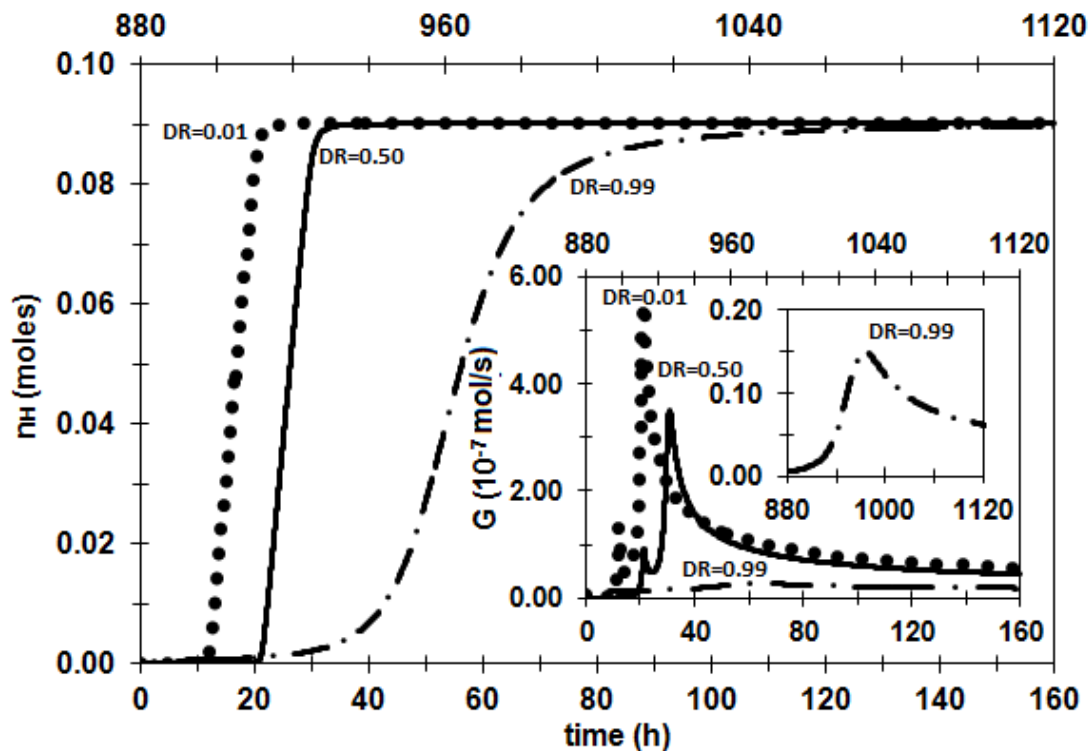 880 960 1040 1120
0.10
DR=0.01
DR=0.50
DR=0.99
0.08
0.06
0.04
0.02
0.00
nH (moles)
0 20 40 60 80 100 120 140 160
time (h)
880 960 1040 1120
6.00
4.00
2.00
0.00
G (10-7 mol/s)
DR=0.01
DR=0.50
DR=0.99
0 40 80 120 160
0.20
DR=0.99
0.10
0.00
880 1000 1120